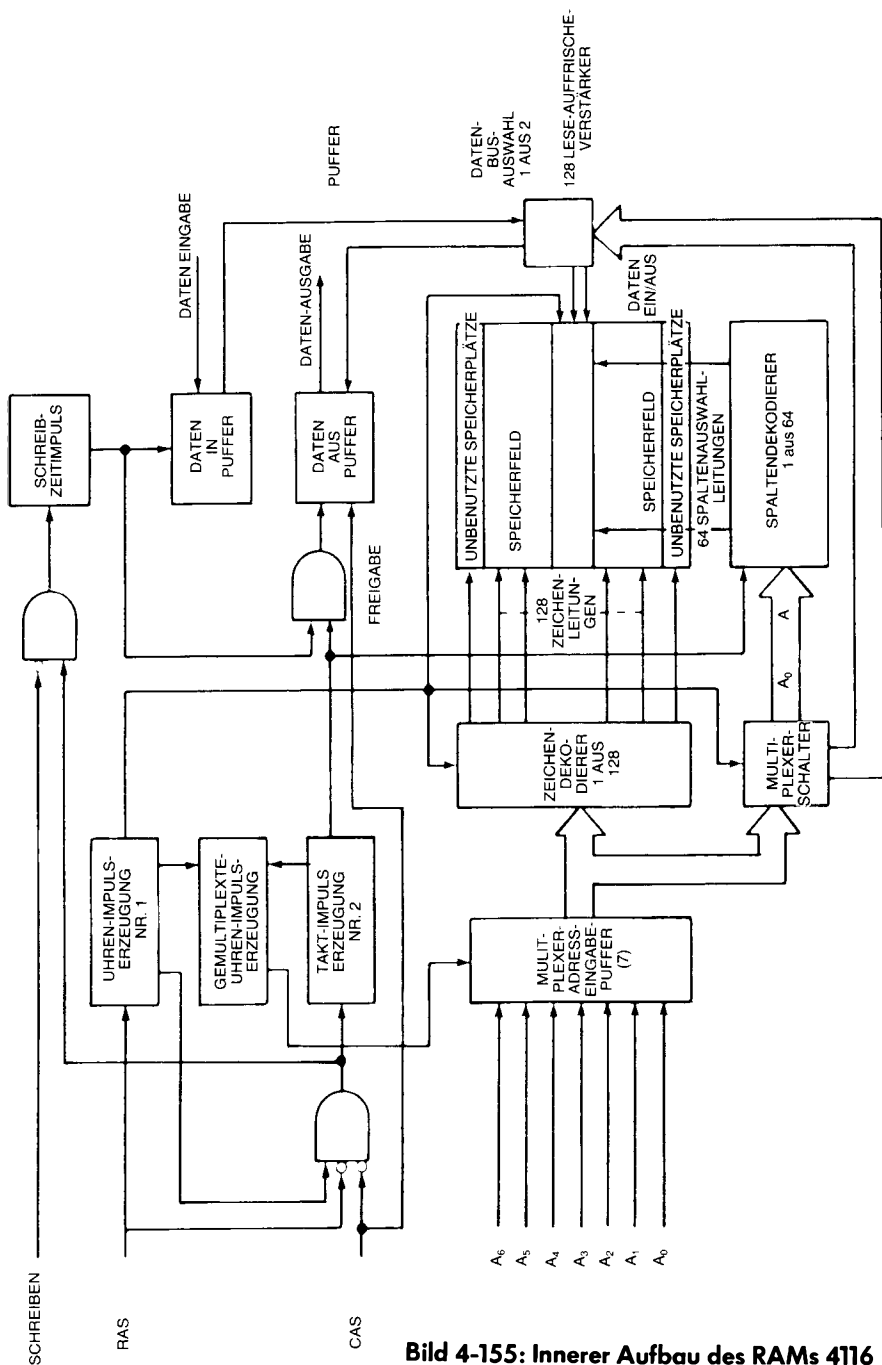 SCHREIBEN
RAS
CAS
UHREN-IMPULS-
ERZEUGUNG
NR. 1
GEMULTIPLEXTE-
UHREN-IMPULS-
ERZEUGUNG
TAKT-IMPULS
ERZEUGUNG
NR. 2
SCHREIB-
ZEITIMPULS
DATEN EINGABE
DATEN
IN
PUFFER
DATEN-AUSGABE
DATEN
AUS
PUFFER
PUFFER
FREIGABE
A₆
A₅
A₄
A₃
A₂
A₁
A₀
MULIT-
PLEXER-
ADRESS-
EINGABE-
PUFFER
(7)
ZEICHEN-
DEKO-
DIERER
1 AUS
128
128
ZEICHEN-
LEITUN-
GEN
UNBENUTZTE SPEICHERPLÄTZE
SPEICHERFELD
SPEICHERFELD
UNBENUTZTE SPEICHERPLÄTZE
DATEN
EIN/AUS
DATEN-
BUS-
AUSWAHL
1 AUS 2
128 LESE-AUFFRISCHE-
VERSTÄRKER
64 SPALTENAUSWAHL-
LEITUNGEN
MULTI-
PLEXER-
SCHALTER
A₀
A
SPALTENDEKODIERER
1 aus 64
Bild 4-155: Innerer Aufbau des RAMs 4116